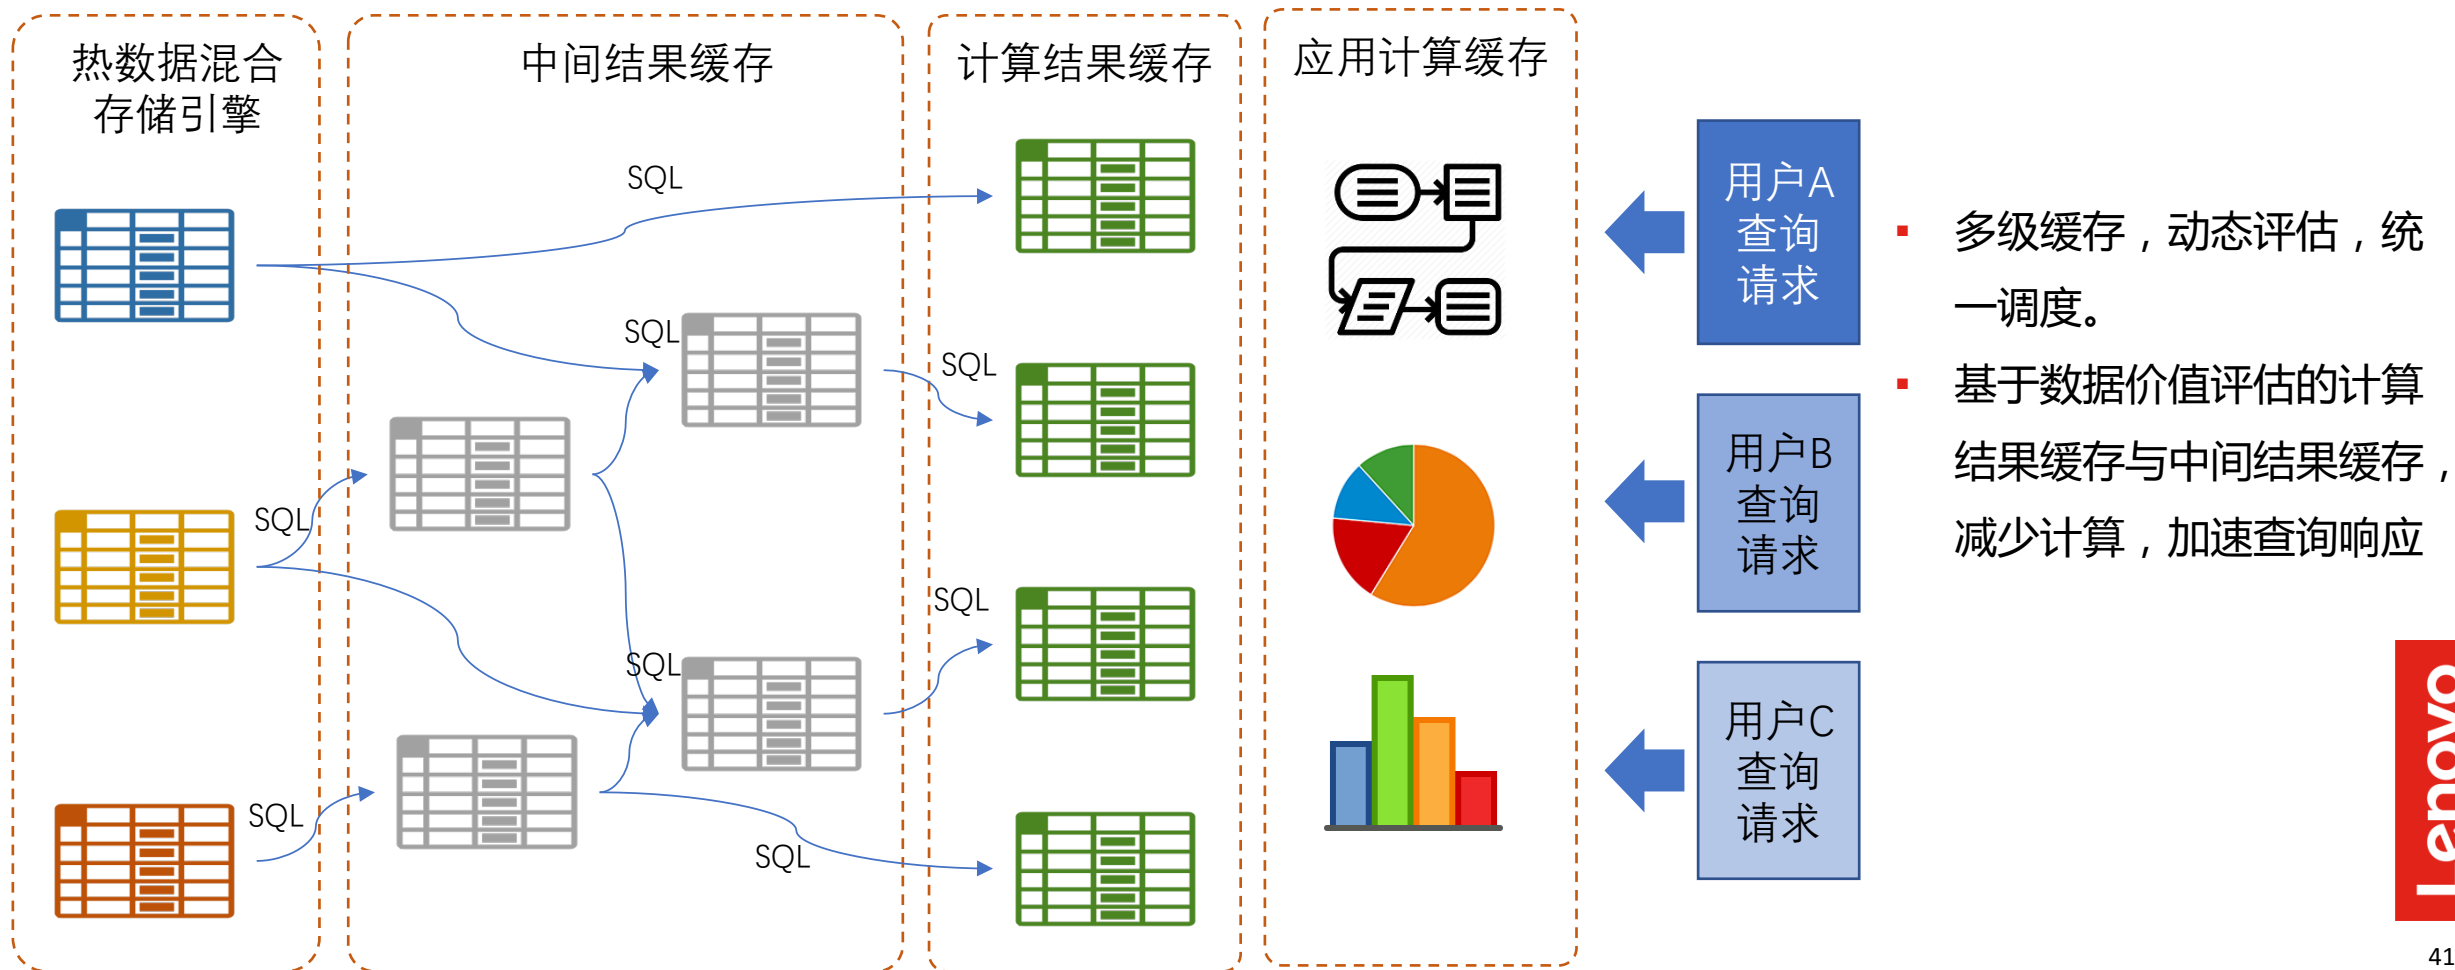 热数据混合
存储引擎
中间结果缓存
计算结果缓存
应用计算缓存
SQL
SQL
SQL
SQL
SQL
SQL
SQL
SQL
用户A
查询
请求
用户B
查询
请求
用户C
查询
请求
▪ 多级缓存，动态评估，统
一调度。
▪ 基于数据价值评估的计算
结果缓存与中间结果缓存，
减少计算，加速查询响应
Lenovo
41